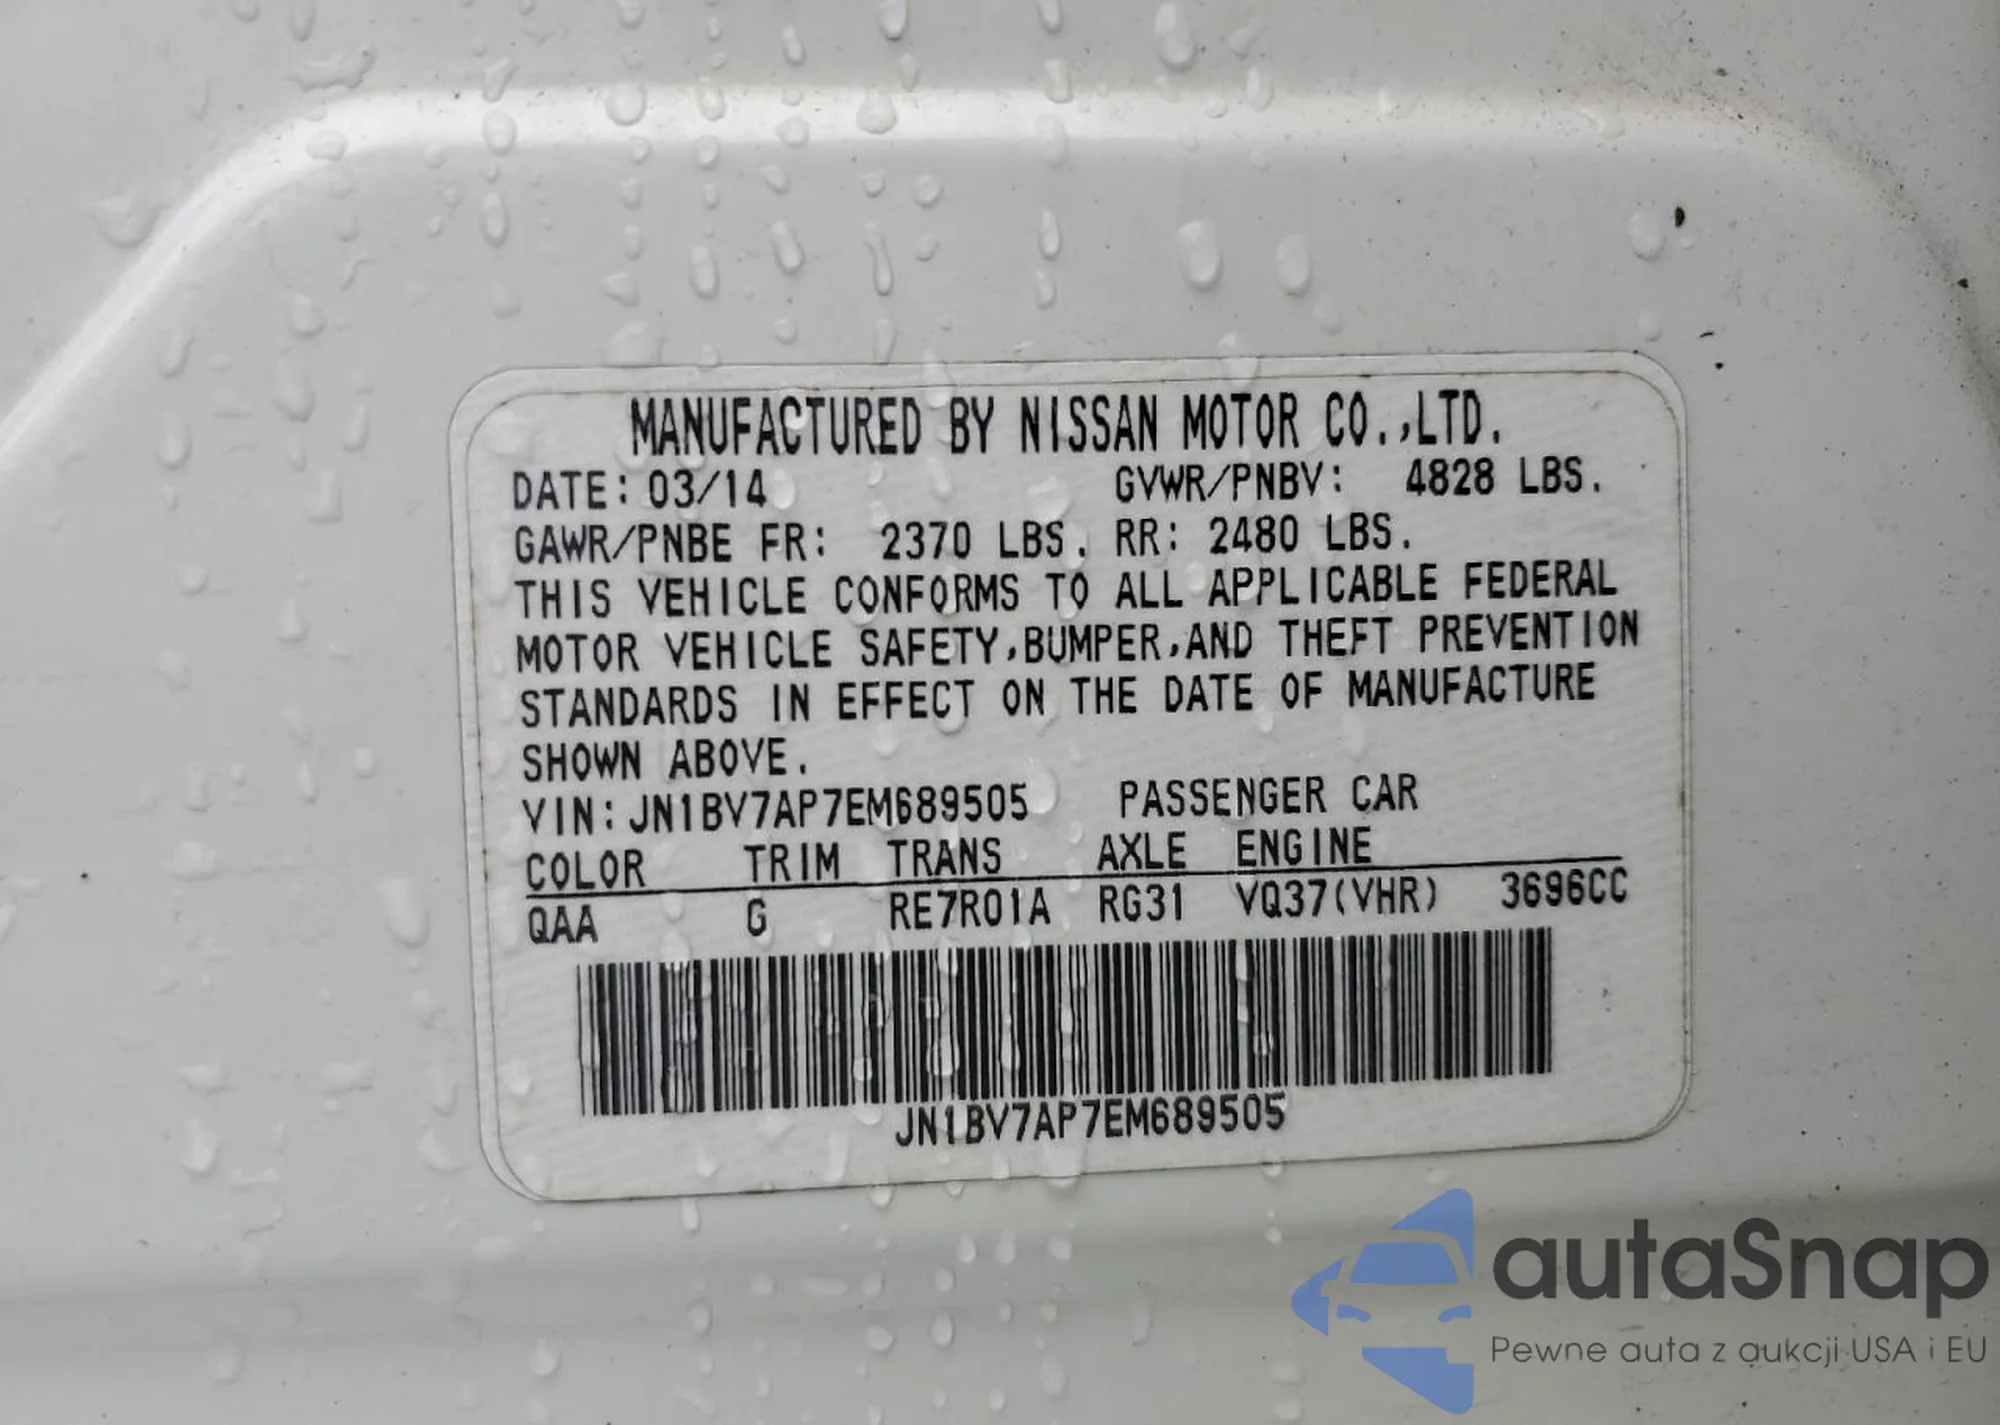 MANUFACTURED BY NISSAN MOTOR CO.,LTD.
DATE: 03/14 GVWR/PNBV: 4828 LBS.
GAWR/PNBE FR: 2370 LBS. RR: 2480 LBS.
THIS VEHICLE CONFORMS TO ALL APPLICABLE FEDERAL
MOTOR VEHICLE SAFETY,BUMPER,AND THEFT PREVENTION
STANDARDS IN EFFECT ON THE DATE OF MANUFACTURE
SHOWN ABOVE.
VIN:JN1BV7AP7EM689505 PASSENGER CAR
COLOR TRIM TRANS AXLE ENGINE
QAA G RE7R01A RG31 VQ37(VHR) 3696CC
JN1BV7AP7EM689505
autaSnap
Pewne auta z aukcji USA i EU